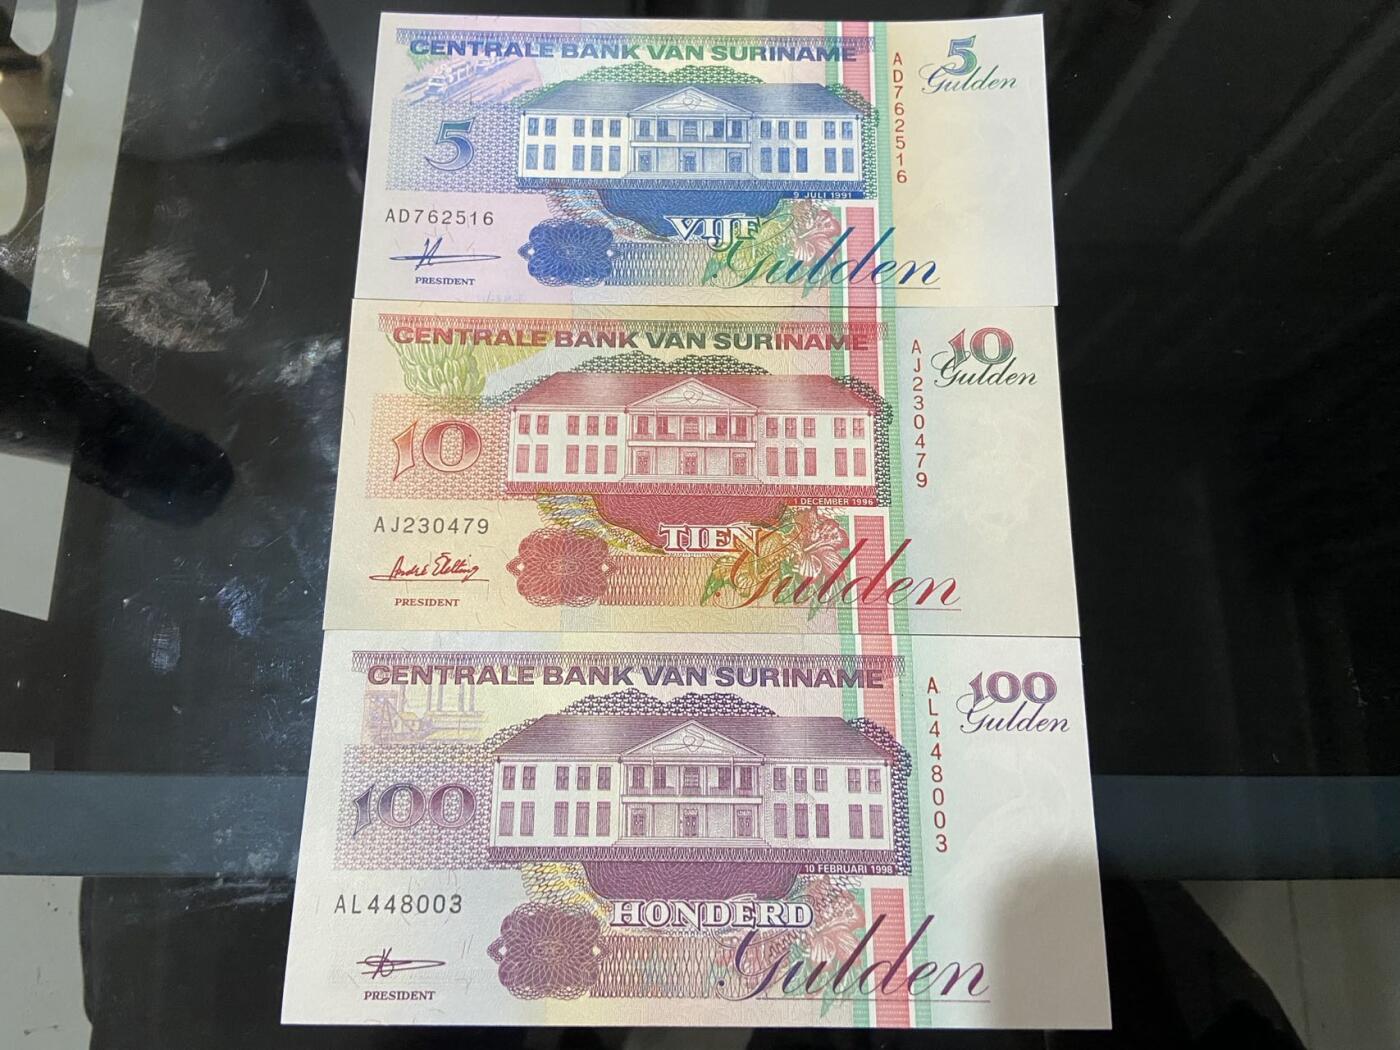 CENTRALE BANK VAN SURINAME
5
Gulden
AD762516
5
9 JULI 1991
AD762516
VIJF
Gulden
PRESIDENT
CENTRALE BANK VAN SURINAME
10
Gulden
AJ230479
10
1 DECEMBER 1996
AJ230479
TIEN
Gulden
PRESIDENT
CENTRALE BANK VAN SURINAME
100
Gulden
AL448003
100
10 FEBRUARI 1998
AL448003
HONDERD
Gulden
PRESIDENT